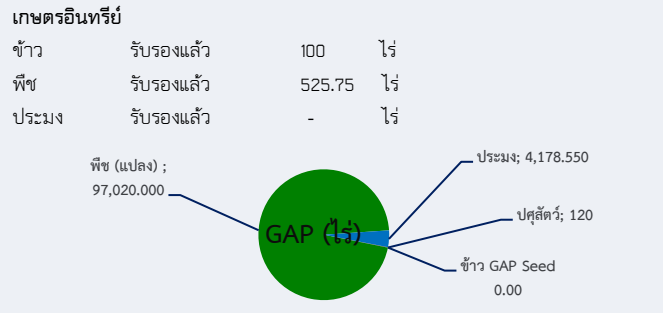 เกษตรอินทรีย์
ข้าว รับรองแล้ว 100 ไร่
พืช รับรองแล้ว 525.75 ไร่
ประมง รับรองแล้ว - ไร่
พืช (แปลง) ;
97,020.000
ประมง; 4,178.550
ปศุสัตว์; 120
GAP (ไร่)
ข้าว GAP Seed
0.00